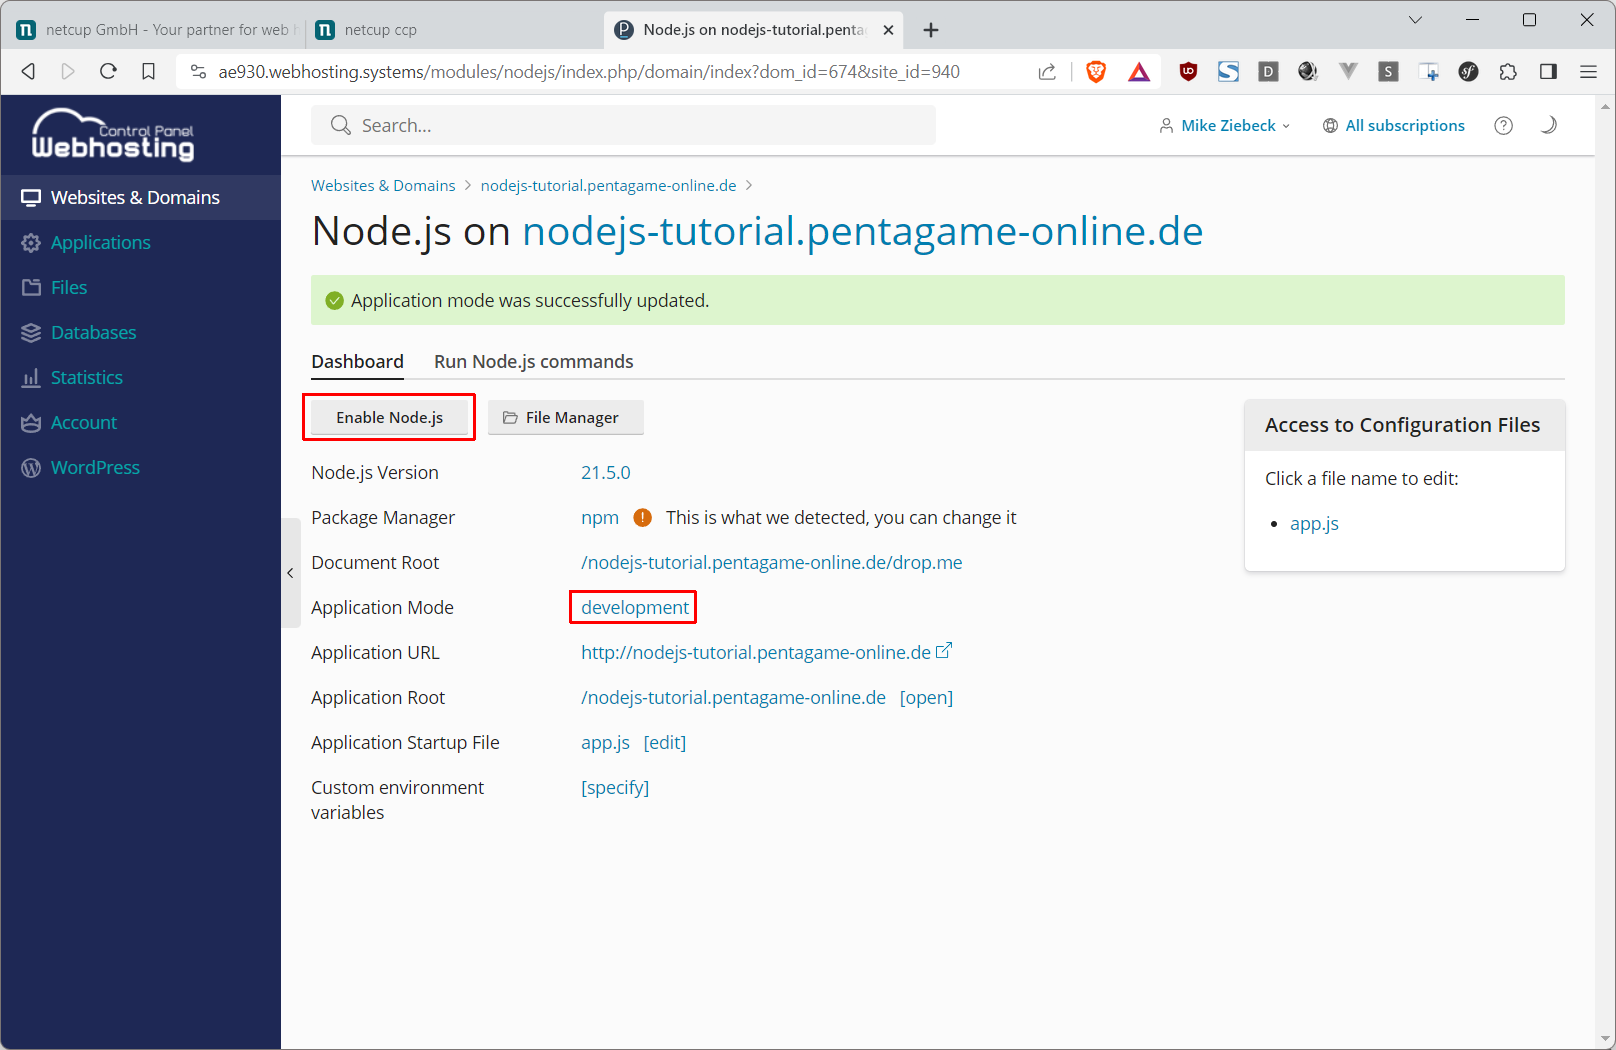 netcup GmbH - Your partner for web h
netcup ccp
Node.js on nodejs-tutorial.penta
ae930.webhosting.systems/modules/nodejs/index.php/domain/index?dom_id=674&site_id=940
Control Panel
Webhosting
Search...
Mike Ziebeck
All subscriptions
Websites & Domains
Applications
Files
Databases
Statistics
Account
WordPress
Websites & Domains > nodejs-tutorial.pentagame-online.de >
Node.js on nodejs-tutorial.pentagame-online.de
Application mode was successfully updated.
Dashboard Run Node.js commands
Enable Node.js File Manager
Node.js Version 21.5.0
Package Manager npm This is what we detected, you can change it
Document Root /nodejs-tutorial.pentagame-online.de/drop.me
Application Mode development
Application URL http://nodejs-tutorial.pentagame-online.de
Application Root /nodejs-tutorial.pentagame-online.de [open]
Application Startup File app.js [edit]
Custom environment [specify]
variables
Access to Configuration Files
Click a file name to edit:
• app.js